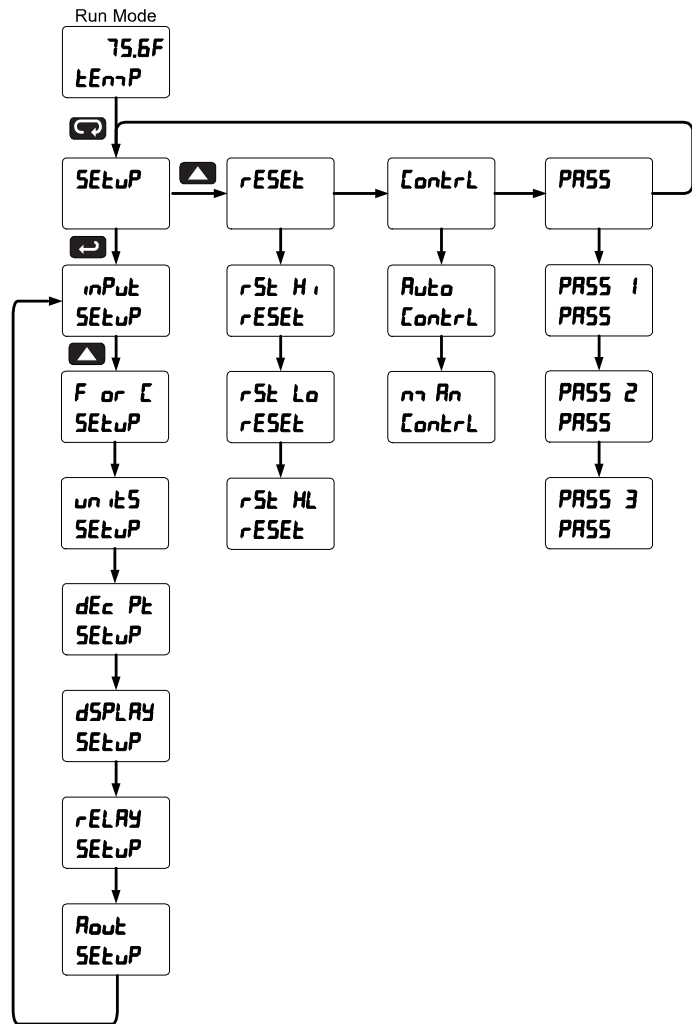 Run Mode
75.6F
tEmP
SEtuP
rESEt
ContrL
PASS
inPut
SEtuP
rSt Hi
rESEt
Auto
ContrL
PASS 1
PASS
F or C
SEtuP
rSt Lo
rESEt
mAn
ContrL
PASS 2
PASS
unitS
SEtuP
rSt HL
rESEt
PASS 3
PASS
dEc Pt
SEtuP
dSPLAY
SEtuP
rELAY
SEtuP
Aout
SEtuP